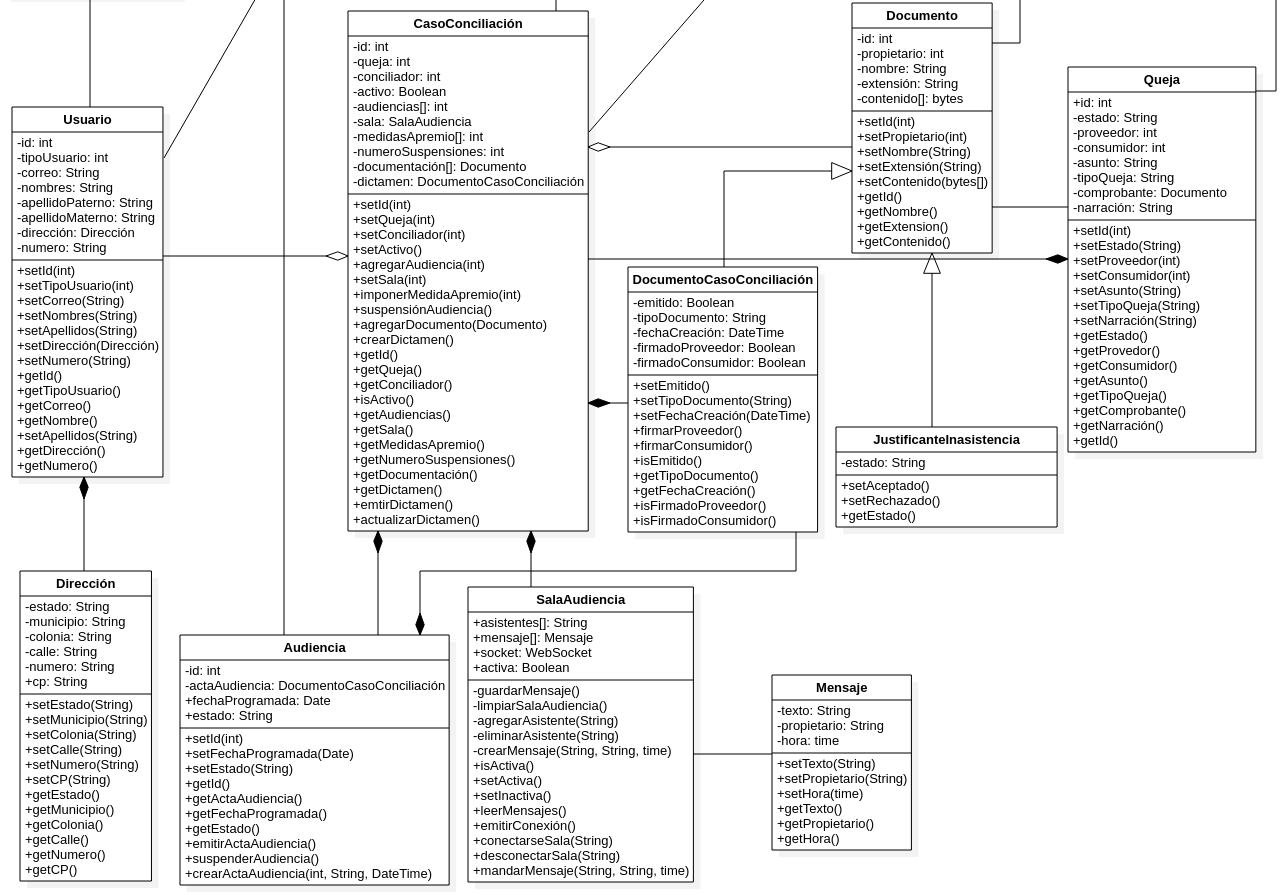 CasoConciliación
-id: int
-queja: int
-conciliador: int
-activo: Boolean
-audiencias[]: int
-sala: SalaAudiencia
-medidasApremio[]: int
-numeroSuspensiones: int
-documentación[]: Documento
-dictamen: DocumentoCasoConciliación
+setId(int)
+setQueja(int)
+setConciliador(int)
+setActivo()
+agregarAudiencia(int)
+setSala(int)
+imponerMedidaApremio(int)
+suspensiónAudiencia()
+agregarDocumento(Documento)
+crearDictamen()
+getId()
+getQueja()
+getConciliador()
+isActivo()
+getAudiencias()
+getSala()
+getMedidasApremio()
+getNumeroSuspensiones()
+getDocumentación()
+getDictamen()
+emtirDictamen()
+actualizarDictamen()
Documento
-id: int
-propietario: int
-nombre: String
-extensión: String
-contenido[]: bytes
+setId(int)
+setPropietario(int)
+setNombre(String)
+setExtensión(String)
+setContenido(bytes[])
+getId()
+getNombre()
+getExtension()
+getContenido()
Queja
+id: int
-estado: String
-proveedor: int
-consumidor: int
-asunto: String
-tipoQueja: String
-comprobante: Documento
-narración: String
+setId(int)
+setEstado(String)
+setProveedor(int)
+setConsumidor(int)
+setAsunto(String)
+setTipoQueja(String)
+setNarración(String)
+getEstado()
+getProvedor()
+getConsumidor()
+getAsunto()
+getTipoQueja()
+getComprobante()
+getNarración()
+getId()
Usuario
-id: int
-tipoUsuario: int
-correo: String
-nombres: String
-apellidoPaterno: String
-apellidoMaterno: String
-dirección: Dirección
-numero: String
+setId(int)
+setTipoUsuario(int)
+setCorreo(String)
+setNombres(String)
+setApellidos(String)
+setDirección(Dirección)
+setNumero(String)
+getId()
+getTipoUsuario()
+getCorreo()
+getNombre()
+setApellidos(String)
+getDirección()
+getNumero()
DocumentoCasoConciliación
-emitido: Boolean
-tipoDocumento: String
-fechaCreación: DateTime
-firmadoProveedor: Boolean
-firmadoConsumidor: Boolean
+setEmitido()
+setTipoDocumento(String)
+setFechaCreación(DateTime)
+firmarProveedor()
+firmarConsumidor()
+isEmitido()
+getTipoDocumento()
+getFechaCreación()
+isFirmadoProveedor()
+isFirmadoConsumidor()
JustificanteInasistencia
-estado: String
+setAceptado()
+setRechazado()
+getEstado()
Dirección
-estado: String
-municipio: String
-colonia: String
-calle: String
-numero: String
+cp: String
+setEstado(String)
+setMunicipio(String)
+setColonia(String)
+setCalle(String)
+setNumero(String)
+setCP(String)
+getEstado()
+getMunicipio()
+getColonia()
+getCalle()
+getNumero()
+getCP()
Audiencia
-id: int
-actaAudiencia: DocumentoCasoConciliación
+fechaProgramada: Date
+estado: String
+setId(int)
+setFechaProgramada(Date)
+setEstado(String)
+getId()
+getActaAudiencia()
+getFechaProgramada()
+getEstado()
+emitirActaAudiencia()
+suspenderAudiencia()
+crearActaAudiencia(int, String, DateTime)
SalaAudiencia
+asistentes[]: String
+mensaje[]: Mensaje
+socket: WebSocket
+activa: Boolean
-guardarMensaje()
-limpiarSalaAudiencia()
-agregarAsistente(String)
-eliminarAsistente(String)
-crearMensaje(String, String, time)
+isActiva()
+setActiva()
+setInactiva()
+leerMensajes()
+emitirConexión()
+conectarseSala(String)
+desconectarSala(String)
+mandarMensaje(String, String, time)
Mensaje
-texto: String
-propietario: String
-hora: time
+setTexto(String)
+setPropietario(String)
+setHora(time)
+getTexto()
+getPropietario()
+getHora()